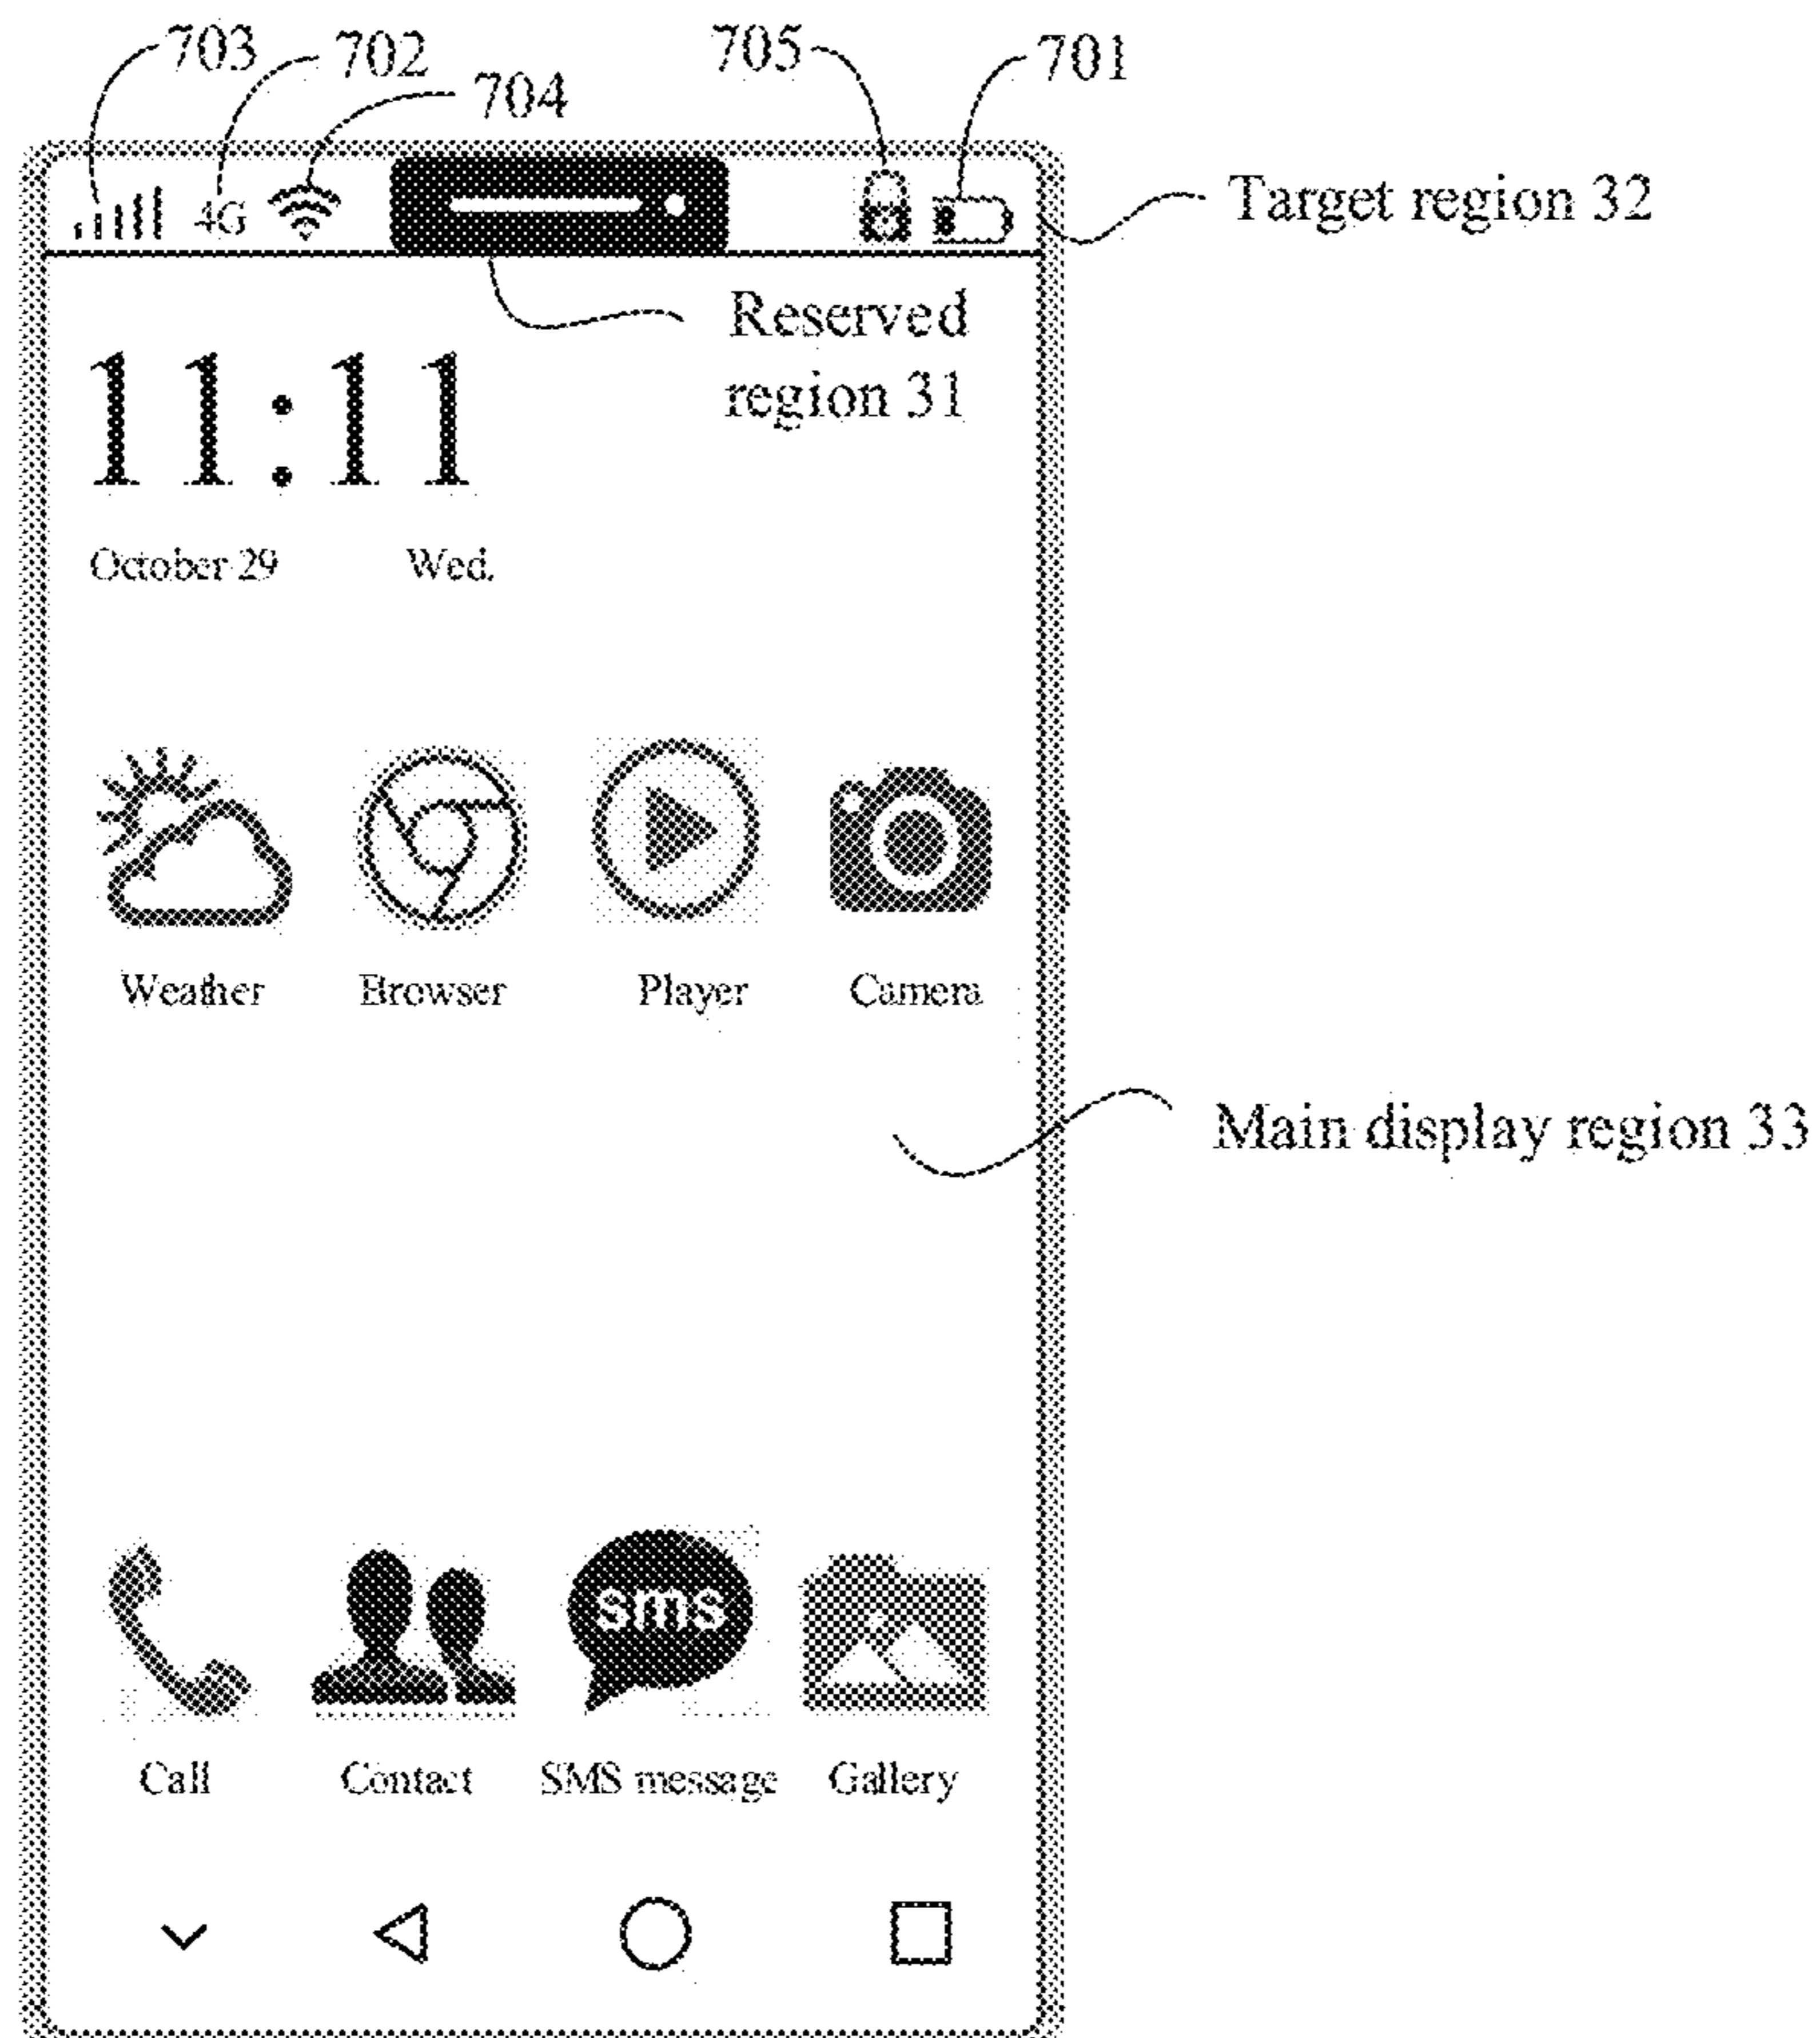 703 702 705 701
704
4G
Target region 32
Reserved
region 31
11:11
October 29 Wed.
Weather Browser Player Camera
Main display region 33
sms
Call Contact SMS message Gallery